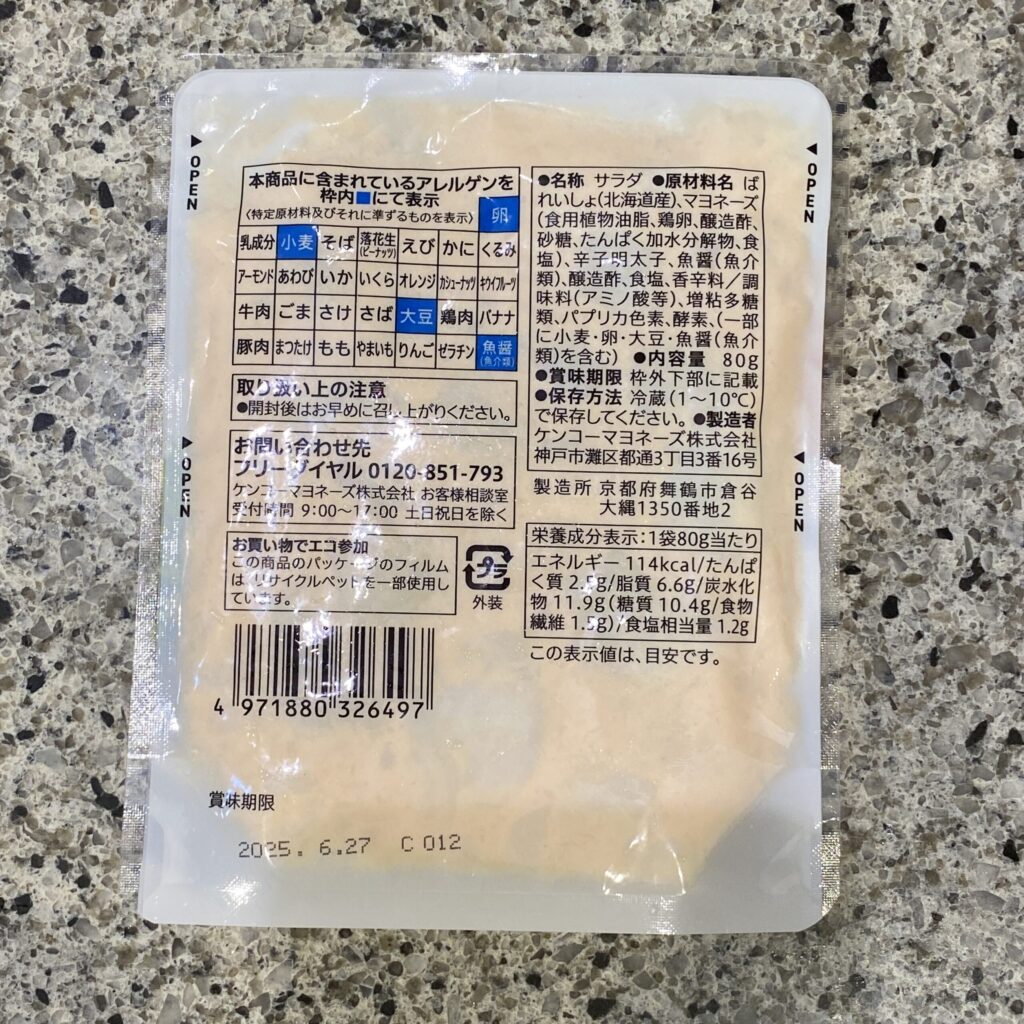 OPEN
OPEN
OPEN
OPEN
本商品に含まれているアレルゲンを
枠内■にて表示
〈特定原材料及びそれに準ずるものを表示〉
卵
乳成分 小麦 そば 落花生(ピーナッツ) えび かに くるみ
アーモンド あわび いか いくら オレンジ カシューナッツ キウイフルーツ
牛肉 ごま さけ さば 大豆 鶏肉 バナナ
豚肉 まつたけ もも やまいも りんご ゼラチン 魚醤(魚介類)
取り扱い上の注意
●開封後はお早めに召し上がりください。
お問い合わせ先
フリーダイヤル 0120-851-793
ケンコーマヨネーズ株式会社 お客様相談室
受付時間 9:00〜17:00 土日祝日を除く
お買い物でエコ参加
この商品のパッケージのフィルム
は、リサイクルペットを一部使用し
ています。
プラ
外装
4 971880 326497
賞味期限
2025. 6.27 C 012
●名称 サラダ ●原材料名 ば
れいしょ(北海道産)、マヨネーズ
(食用植物油脂、鶏卵、醸造酢、
砂糖、たんぱく加水分解物、食
塩)、辛子明太子、魚醤(魚介
類)、醸造酢、食塩、香辛料／調
味料(アミノ酸等)、増粘多糖
類、パプリカ色素、酵素、(一部
に小麦・卵・大豆・魚醤(魚介
類)を含む) ●内容量 80g
●賞味期限 枠外下部に記載
●保存方法 冷蔵(1〜10℃)
で保存してください。 ●製造者
ケンコーマヨネーズ株式会社
神戸市灘区都通3丁目3番16号
製造所 京都府舞鶴市倉谷
大縄1350番地2
栄養成分表示:1袋80g当たり
エネルギー 114kcal/たんぱ
く質 2.5g/脂質 6.6g/炭水化
物 11.9g(糖質 10.4g/食物
繊維 1.5g)/食塩相当量 1.2g
この表示値は、目安です。